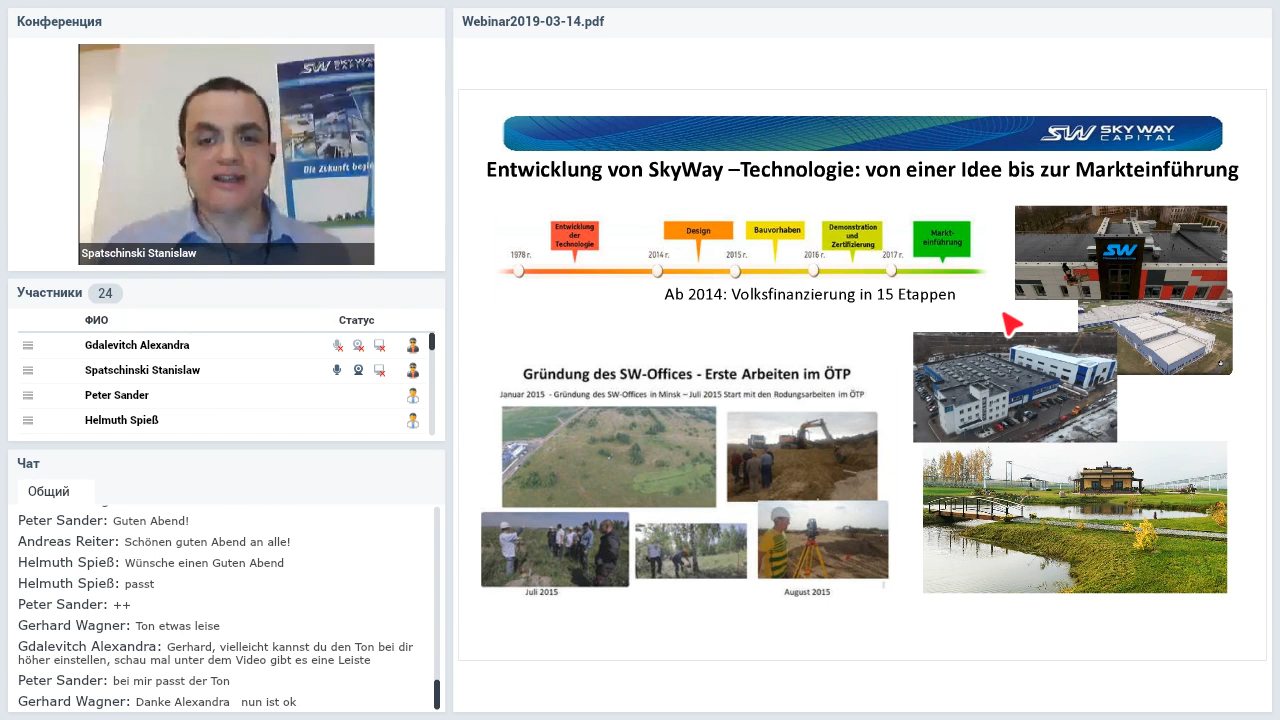 Конференция
SW SKY WAY
CAPITAL
Die Zukunft
Spatschinski Stanislaw
Участники 24
ФИО Статус
Gdalevitch Alexandra
Spatschinski Stanislaw
Peter Sander
Helmuth Spieß
Чат
Общий
Peter Sander: Guten Abend!
Andreas Reiter: Schönen guten Abend an alle!
Helmuth Spieß: Wünsche einen Guten Abend
Helmuth Spieß: passt
Peter Sander: ++
Gerhard Wagner: Ton etwas leise
Gdalevitch Alexandra: Gerhard, vielleicht kannst du den Ton bei dir
höher einstellen, schau mal unter dem Video gibt es eine Leiste
Peter Sander: bei mir passt der Ton
Gerhard Wagner: Danke Alexandra nun ist ok
Webinar2019-03-14.pdf
SW SKY WAY
CAPITAL
Entwicklung von SkyWay –Technologie: von einer Idee bis zur Markteinführung
Entwicklung
der
Technologie
Design
Bauvorhaben
Demonstration
und
Zertifizierung
Markt-
einführung
1978 г. 2014 г. 2015 г. 2016 г. 2017 г.
Ab 2014: Volksfinanzierung in 15 Etappen
SW
Gründung des SW-Offices - Erste Arbeiten im ÖTP
Januar 2015 - Gründung des SW-Offices in Minsk – Juli 2015 Start mit den Rodungsarbeiten im ÖTP
Juli 2015
August 2015